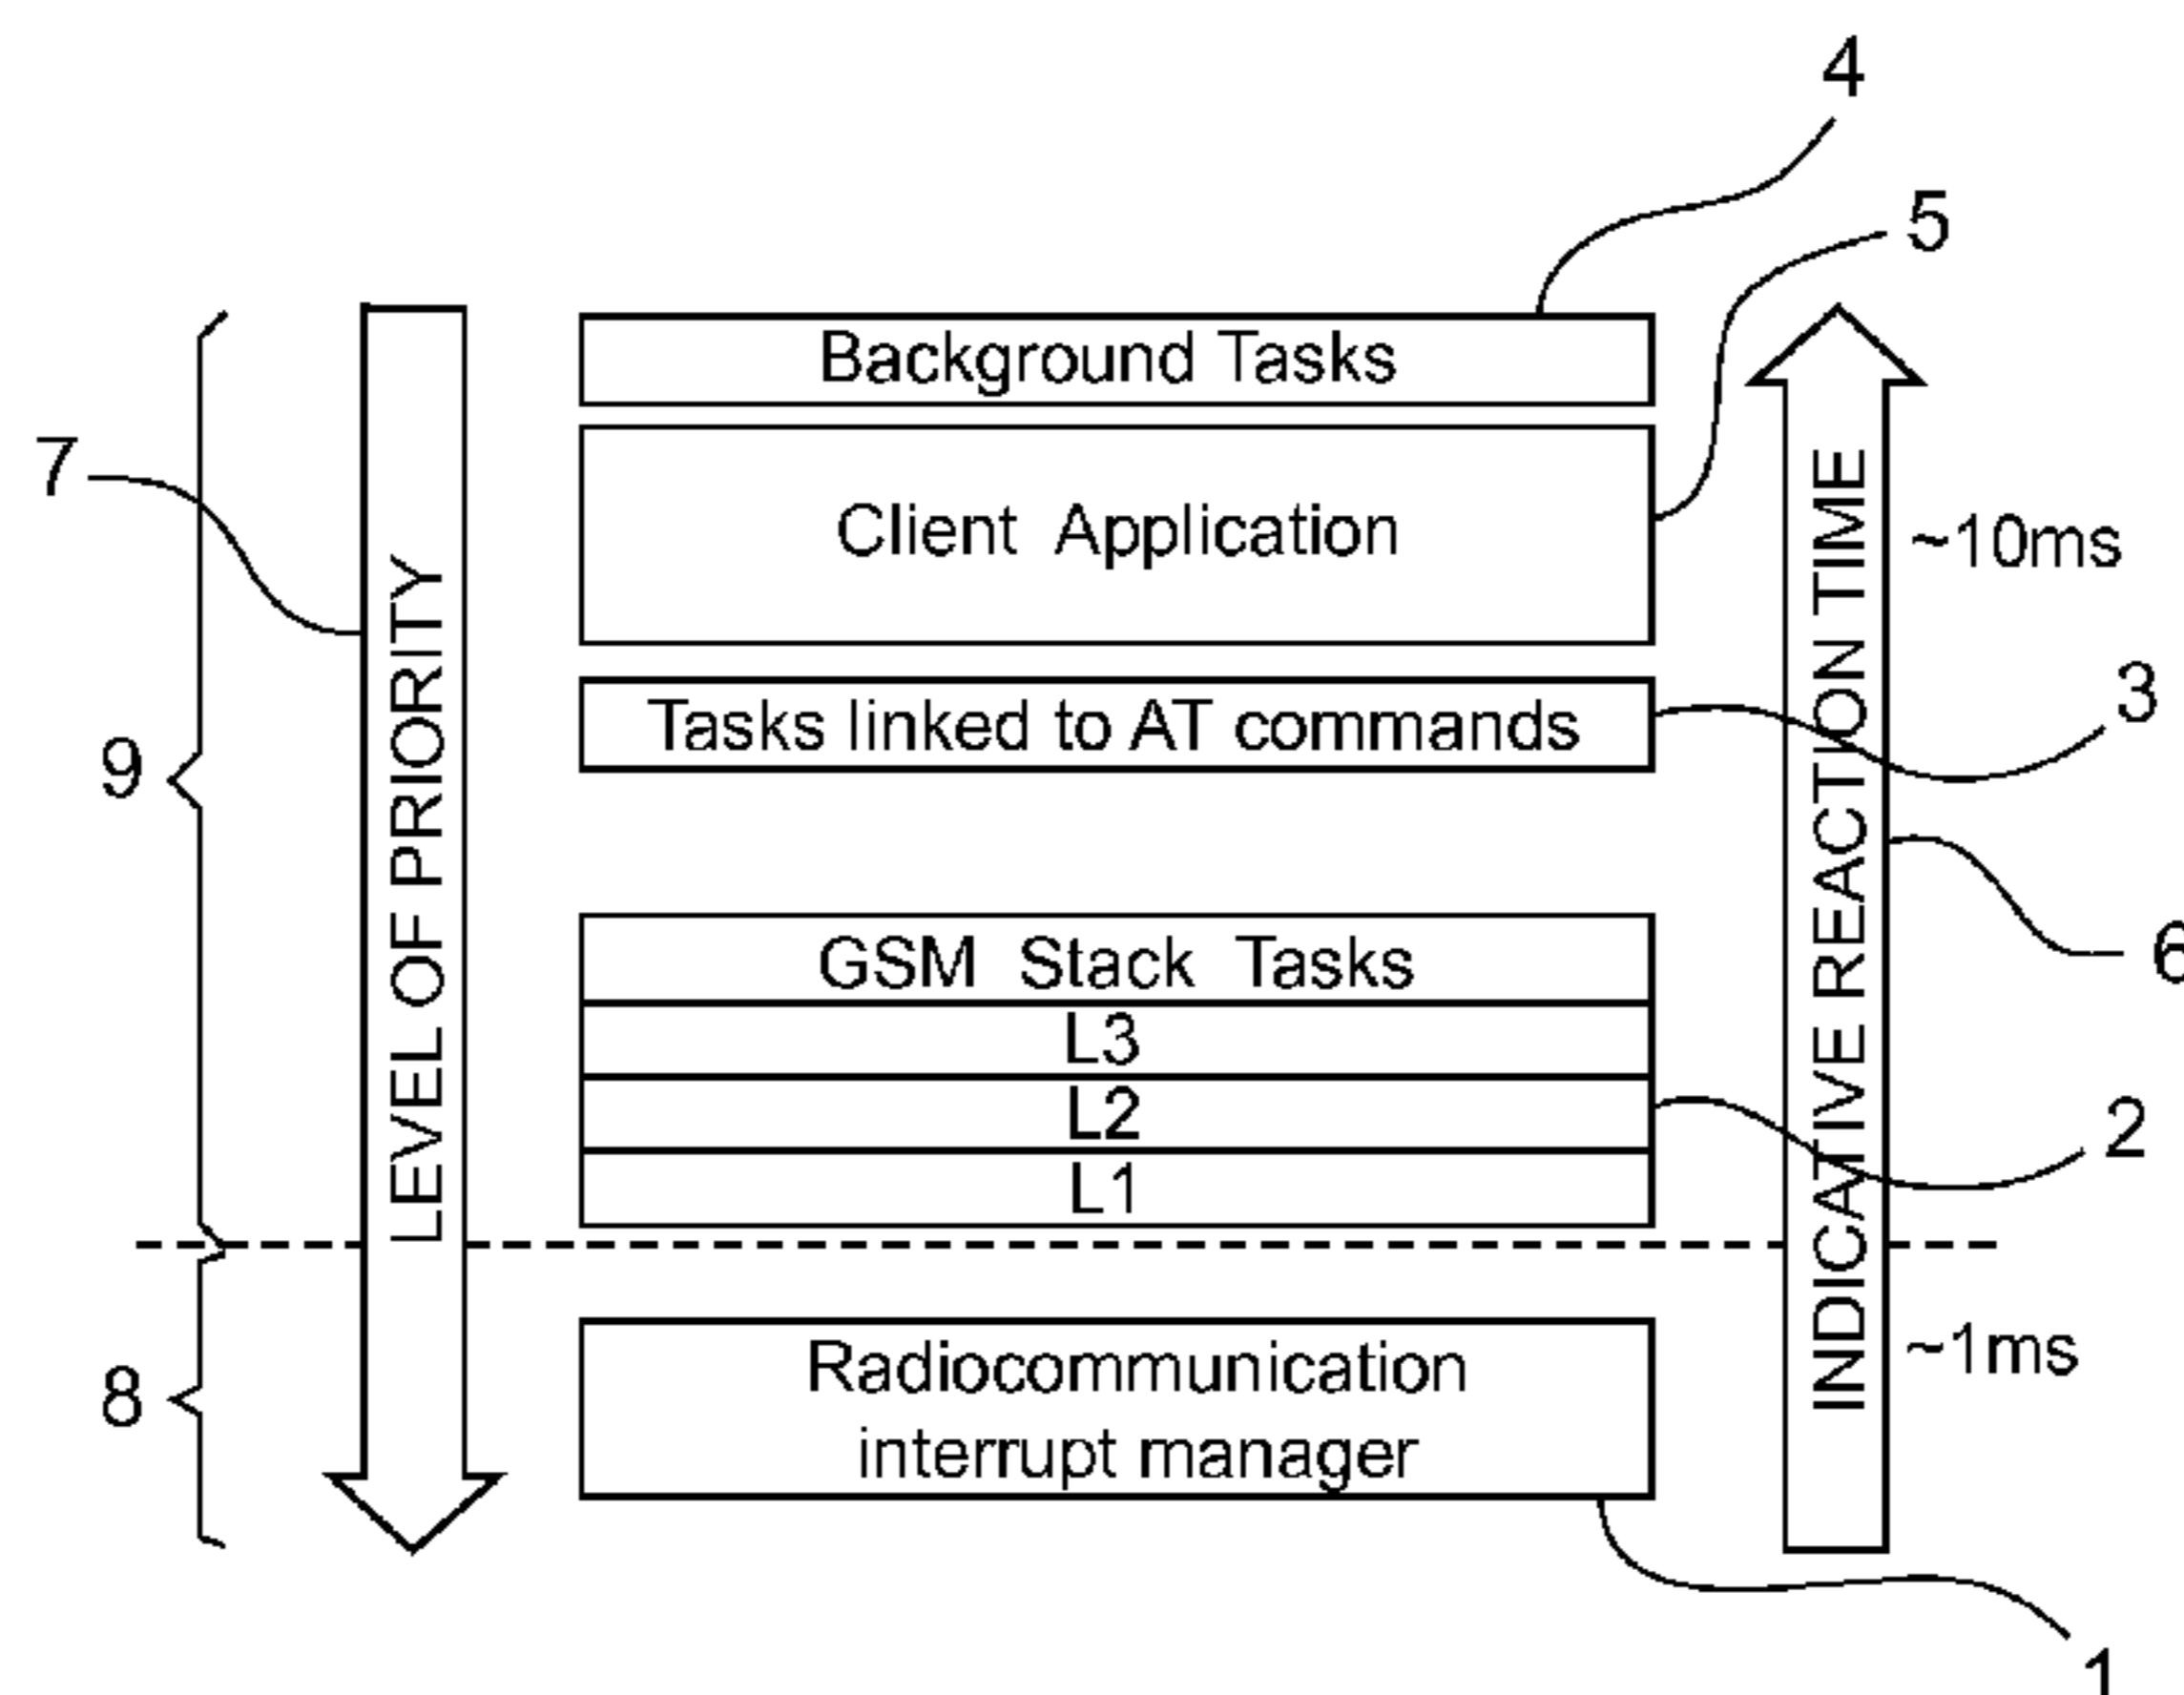 4
5
Background Tasks
7
Client Application
~10ms
3
Tasks linked to AT commands
9
LEVEL OF PRIORITY
INDICATIVE REACTION TIME
6
GSM Stack Tasks
L3
L2
2
L1
~1ms
Radiocommunication
interrupt manager
8
1